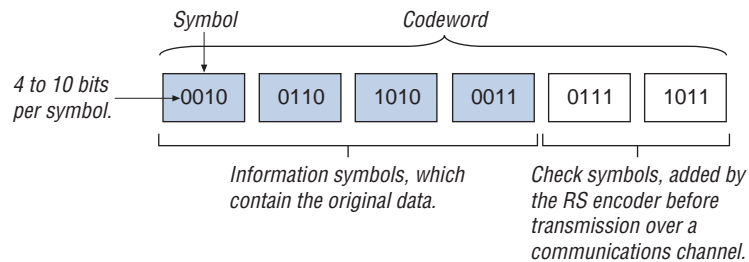 Symbol
Codeword
4 to 10 bits
per symbol.
0010 0110 1010 0011 0111 1011
Information symbols, which
contain the original data.
Check symbols, added by
the RS encoder before
transmission over a
communications channel.